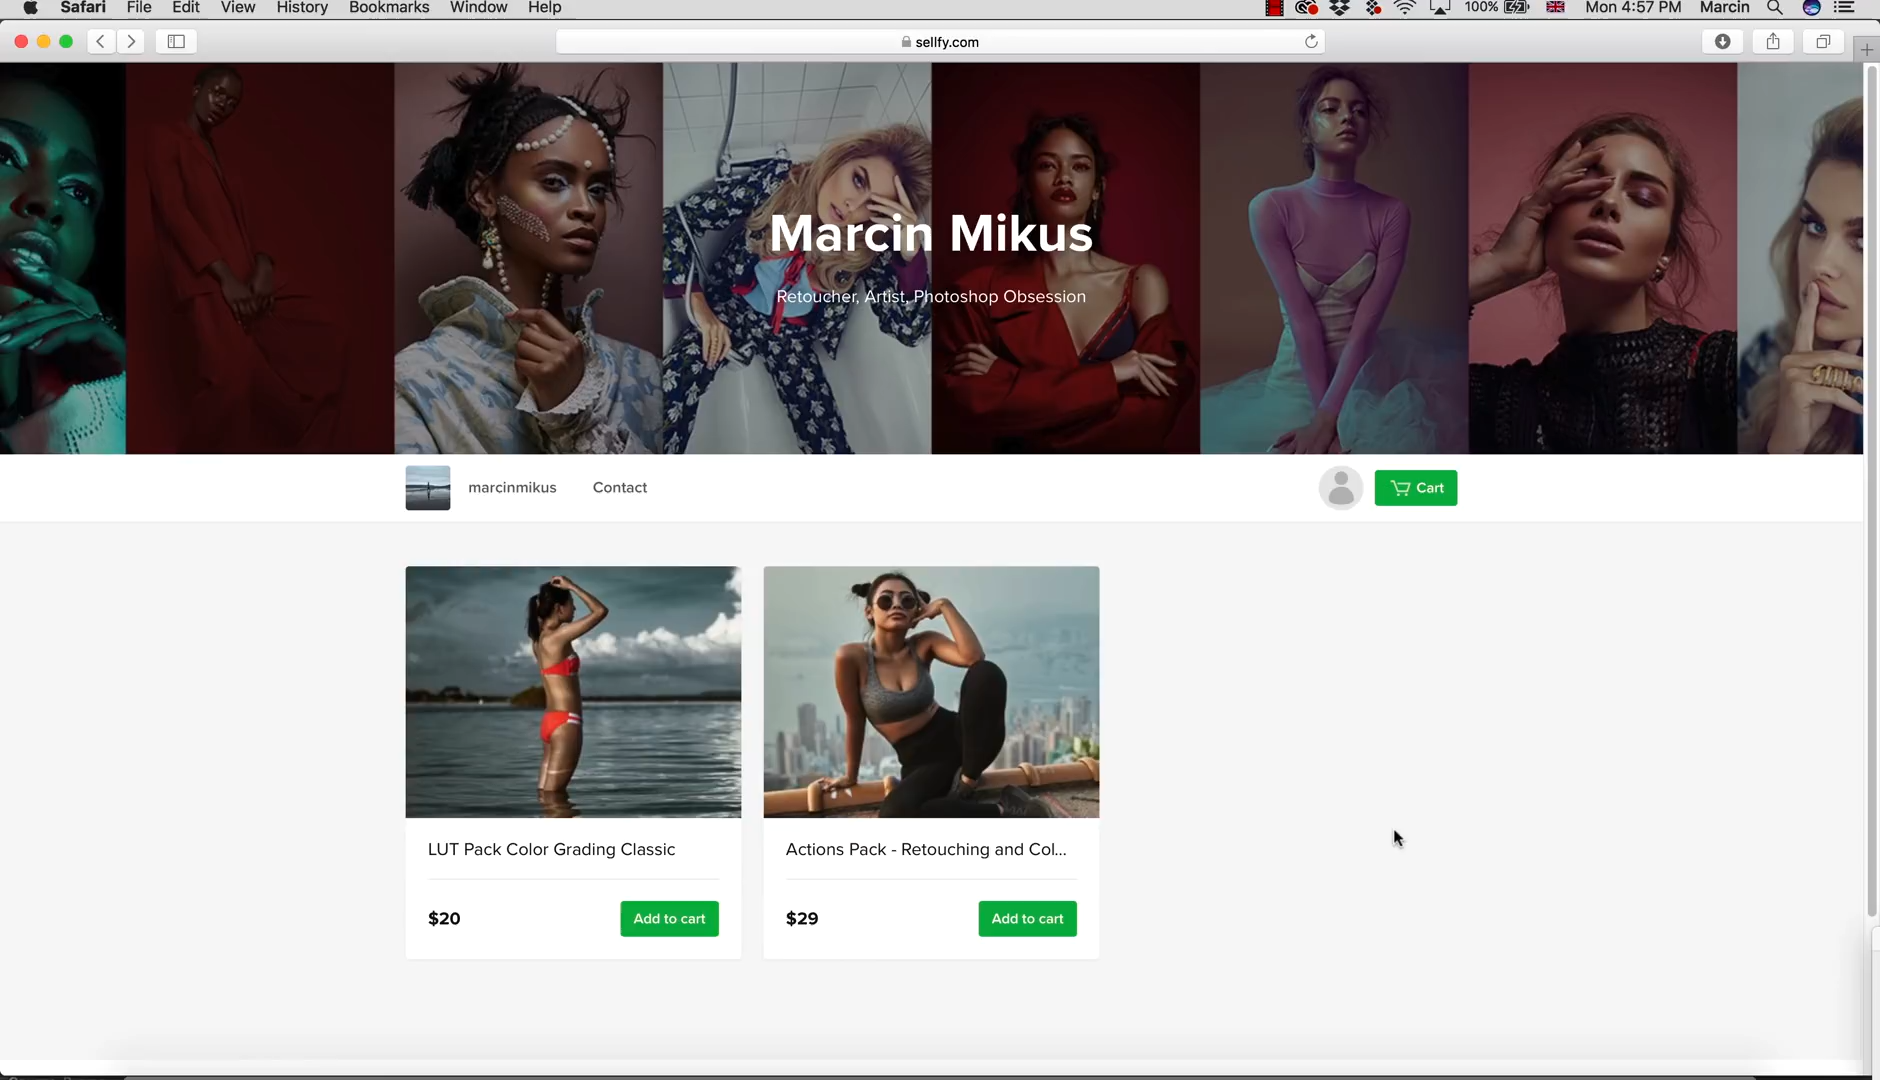 Safari File Edit View History Bookmarks Window Help 100% Mon 4:57 PM Marcin
sellfy.com
Marcin Mikus
Retoucher, Artist, Photoshop Obsession
marcinmikus Contact Cart
LUT Pack Color Grading Classic
$20 Add to cart
Actions Pack - Retouching and Col...
$29 Add to cart